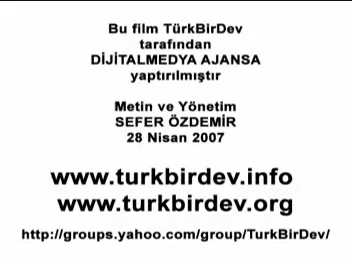 Bu film TürkBirDev
tarafından
DİJİTALMEDYA AJANSA
yaptırılmıştır
Metin ve Yönetim
SEFER ÖZDEMİR
28 Nisan 2007
www.turkbirdev.info
www.turkbirdev.org
http://groups.yahoo.com/group/TurkBirDev/